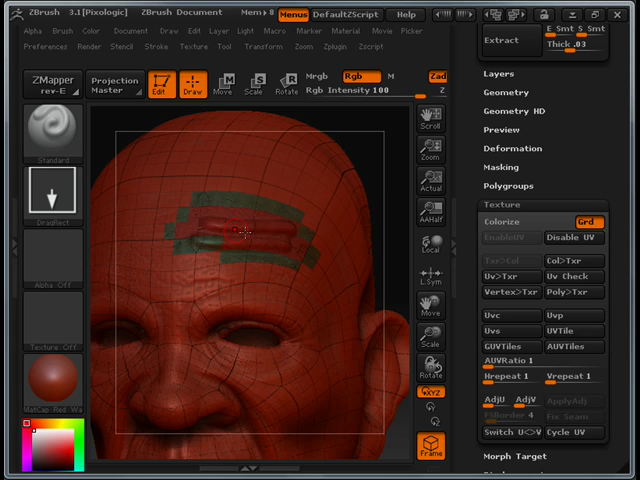 ZBrush 3.1[Pixologic] ZBrush Document Mem▸8 Menus DefaultZScript Help
Alpha Brush Color Document Draw Edit Layer Light Macro Marker Material Movie Picker
Preferences Render Stencil Stroke Texture Tool Transform Zoom Zplugin Zscript
ZMapper
rev-E
Projection
Master
Edit
Draw
Move
Scale
Rotate
Mrgb Rgb M Zad
Rgb Intensity 100 Z
Standard
DragRect
Alpha Off
Texture Off
MatCap Red Wa
Scroll
Zoom
Actual
AAHalf
Local
L.Sym
Move
Scale
Rotate
XYZ
Frame
Extract
E Smt S Smt
Thick .03
Layers
Geometry
Geometry HD
Preview
Deformation
Masking
Polygroups
Texture
Colorize Grd
EnableUV Disable UV
Txr>Col Col>Txr
Uv>Txr Uv Check
Vertex>Txr Poly>Txr
Uvc Uvp
Uvs UVTile
GUVTiles AUVTiles
AUVRatio 1
Hrepeat 1 Vrepeat 1
AdjU AdjV ApplyAdj
FSBorder 4 Fix Seam
Switch U<>V Cycle UV
Morph Target